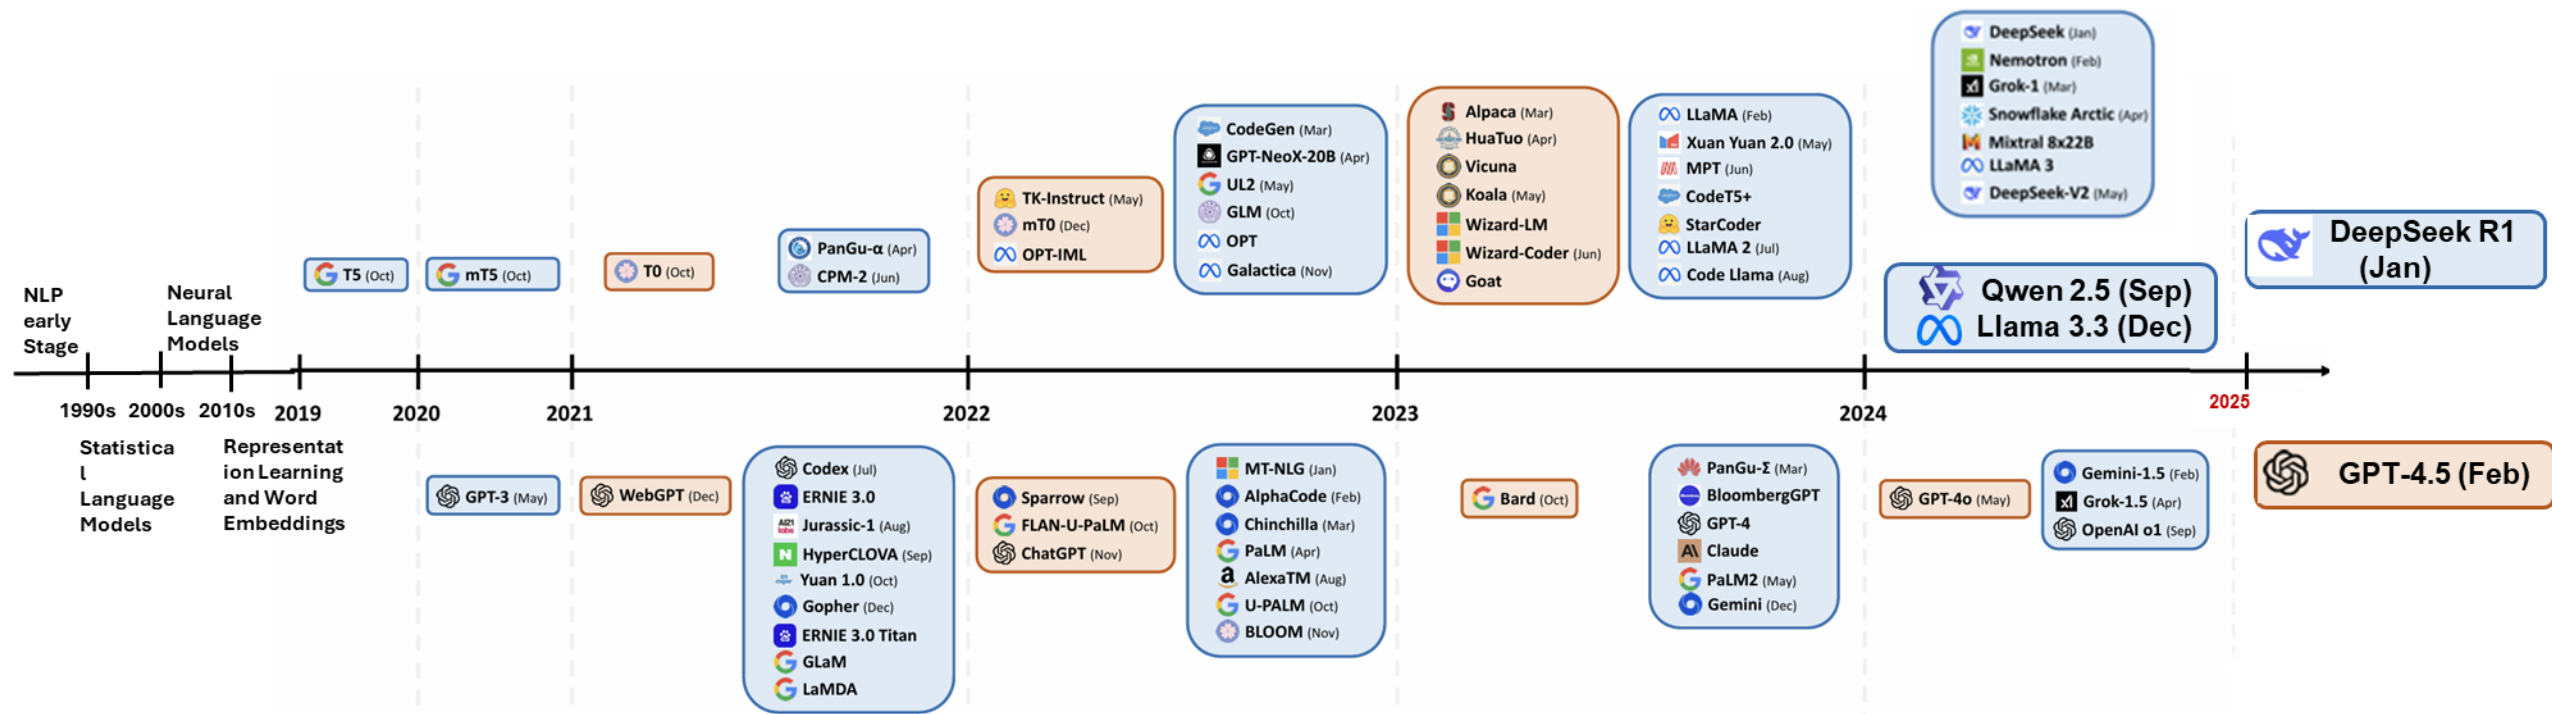 NLP
early
Stage
Neural
Language
Models
T5 (Oct)
mT5 (Oct)
T0 (Oct)
PanGu-α (Apr)
CPM-2 (Jun)
TK-Instruct (May)
mT0 (Dec)
OPT-IML
CodeGen (Mar)
GPT-NeoX-20B (Apr)
UL2 (May)
GLM (Oct)
OPT
Galactica (Nov)
Alpaca (Mar)
HuaTuo (Apr)
Vicuna
Koala (May)
Wizard-LM
Wizard-Coder (Jun)
Goat
LLaMA (Feb)
Xuan Yuan 2.0 (May)
MPT (Jun)
CodeT5+
StarCoder
LLaMA 2 (Jul)
Code Llama (Aug)
DeepSeek (Jan)
Nemotron (Feb)
Grok-1 (Mar)
Snowflake Arctic (Apr)
Mixtral 8x22B
LLaMA 3
DeepSeek-V2 (May)
Qwen 2.5 (Sep)
Llama 3.3 (Dec)
DeepSeek R1
(Jan)
1990s 2000s 2010s 2019 2020 2021 2022 2023 2024 2025
Statistica
l
Language
Models
Representat
ion Learning
and Word
Embeddings
GPT-3 (May)
WebGPT (Dec)
Codex (Jul)
ERNIE 3.0
AI21
labs
Jurassic-1 (Aug)
HyperCLOVA (Sep)
Yuan 1.0 (Oct)
Gopher (Dec)
ERNIE 3.0 Titan
GLaM
LaMDA
Sparrow (Sep)
FLAN-U-PaLM (Oct)
ChatGPT (Nov)
MT-NLG (Jan)
AlphaCode (Feb)
Chinchilla (Mar)
PaLM (Apr)
AlexaTM (Aug)
U-PALM (Oct)
BLOOM (Nov)
Bard (Oct)
PanGu-Σ (Mar)
BloombergGPT
GPT-4
Claude
PaLM2 (May)
Gemini (Dec)
GPT-4o (May)
Gemini-1.5 (Feb)
Grok-1.5 (Apr)
OpenAI o1 (Sep)
GPT-4.5 (Feb)